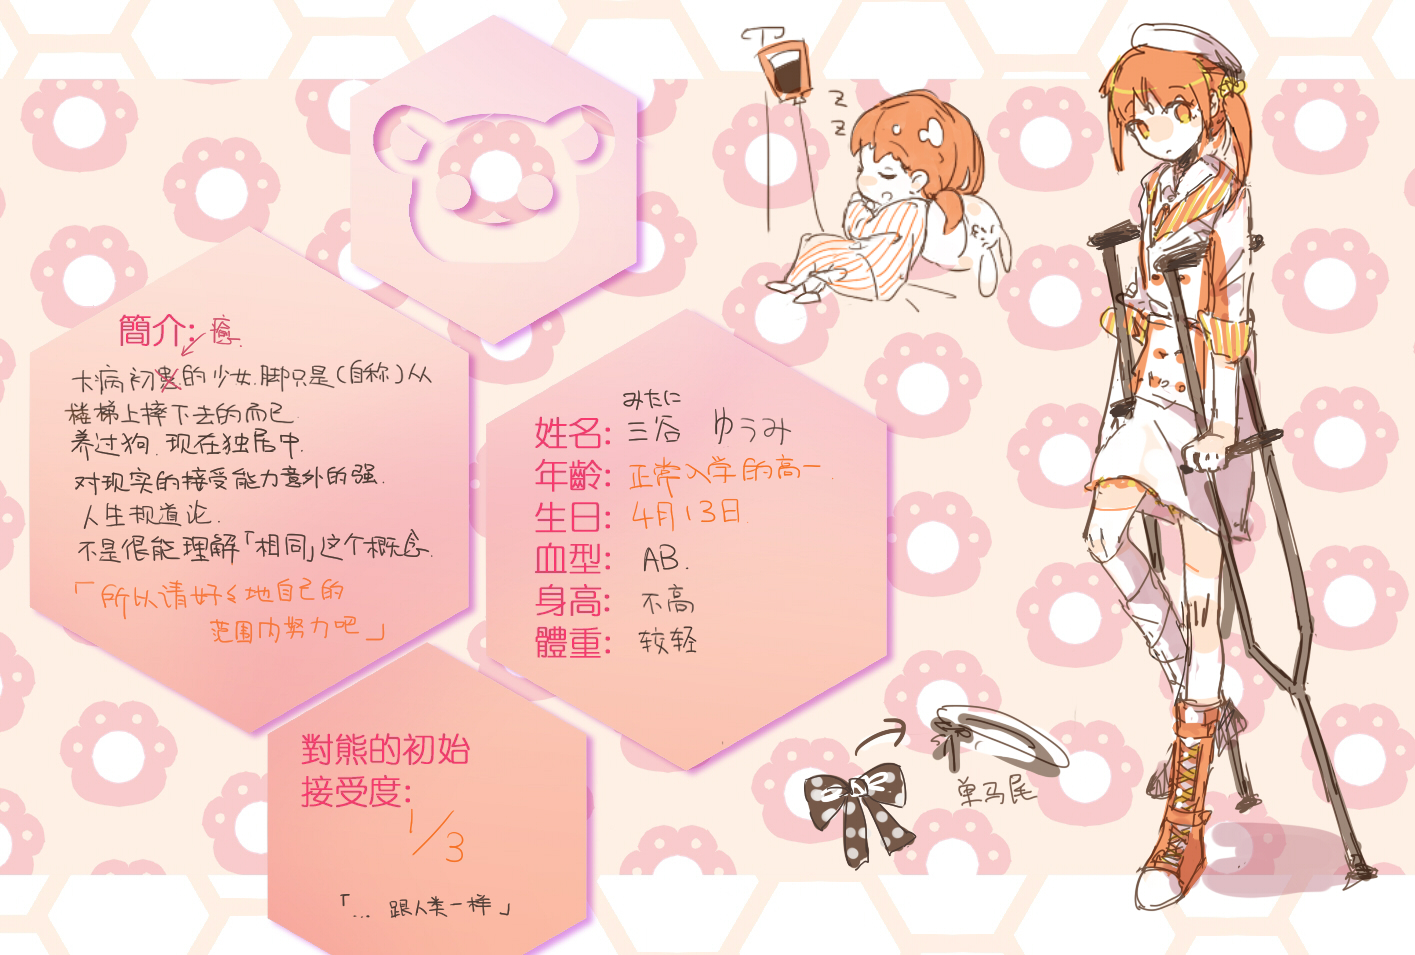 簡介: 癒
大病初患的少女.脚只是(自称)从
楼梯上摔下去的而已
养过狗.现在独居中.
对现实的接受能力意外的强.
人生扔道论.
不是很能理解「相同」这个概念.
「所以请好々地自己的
范围内努力吧」
みたに
姓名: 三谷 ゆうみ
年齡: 正常入学的高一.
生日: 4月13日.
血型: AB.
身高: 不高
體重: 较轻
對熊的初始
接受度:
1/3
「... 跟人类一样」
z
z
单马尾